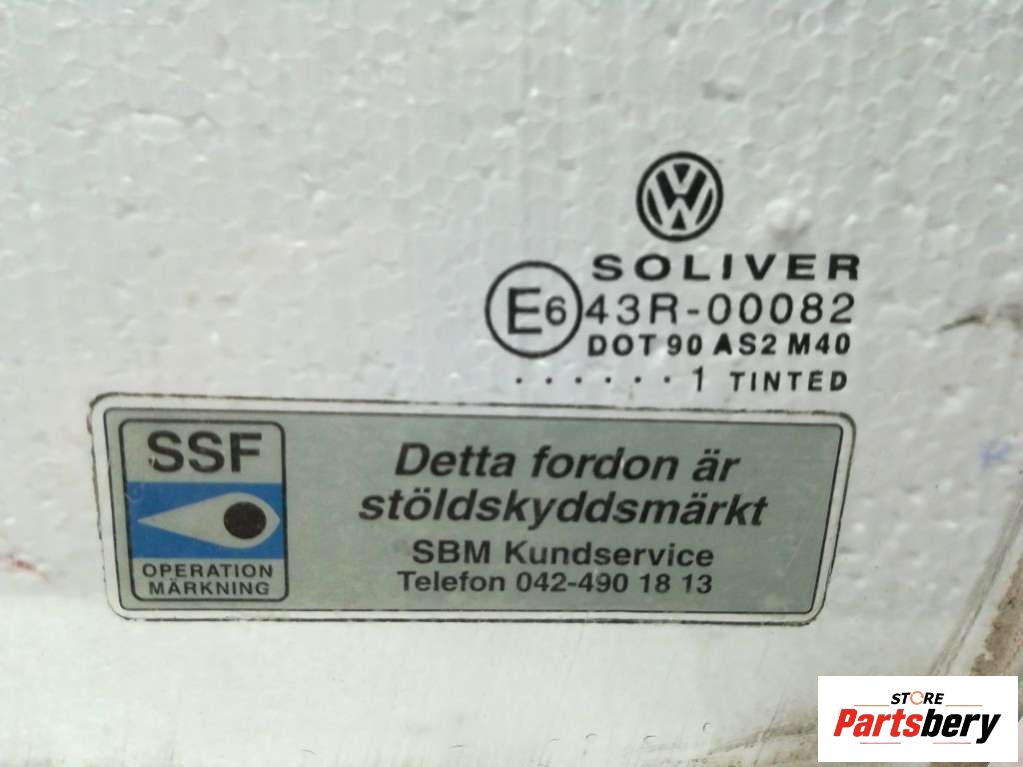 VW
SOLIVER
E6 43R-00082
DOT 90 AS2 M40
. . . . . . 1 TINTED
SSF
OPERATION
MÄRKNING
Detta fordon är
stöldskyddsmärkt
SBM Kundservice
Telefon 042-490 18 13
STORE
Partsbery